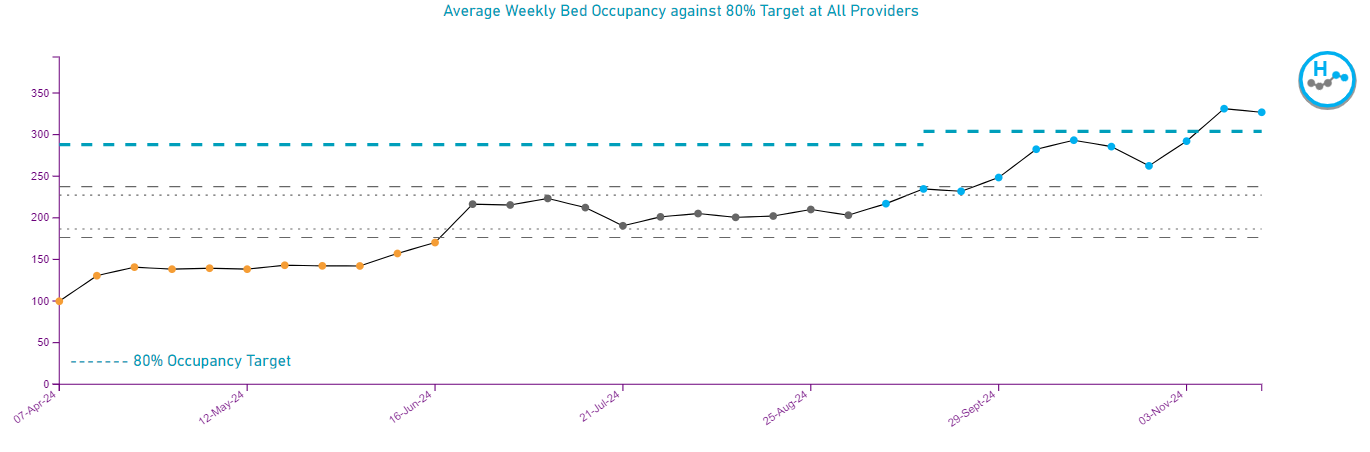 Average Weekly Bed Occupancy against 80% Target at All Providers
H
350
300
250
200
150
100
50
0
80% Occupancy Target
07-Apr-24
12-May-24
16-Jun-24
21-Jul-24
25-Aug-24
29-Sept-24
03-Nov-24